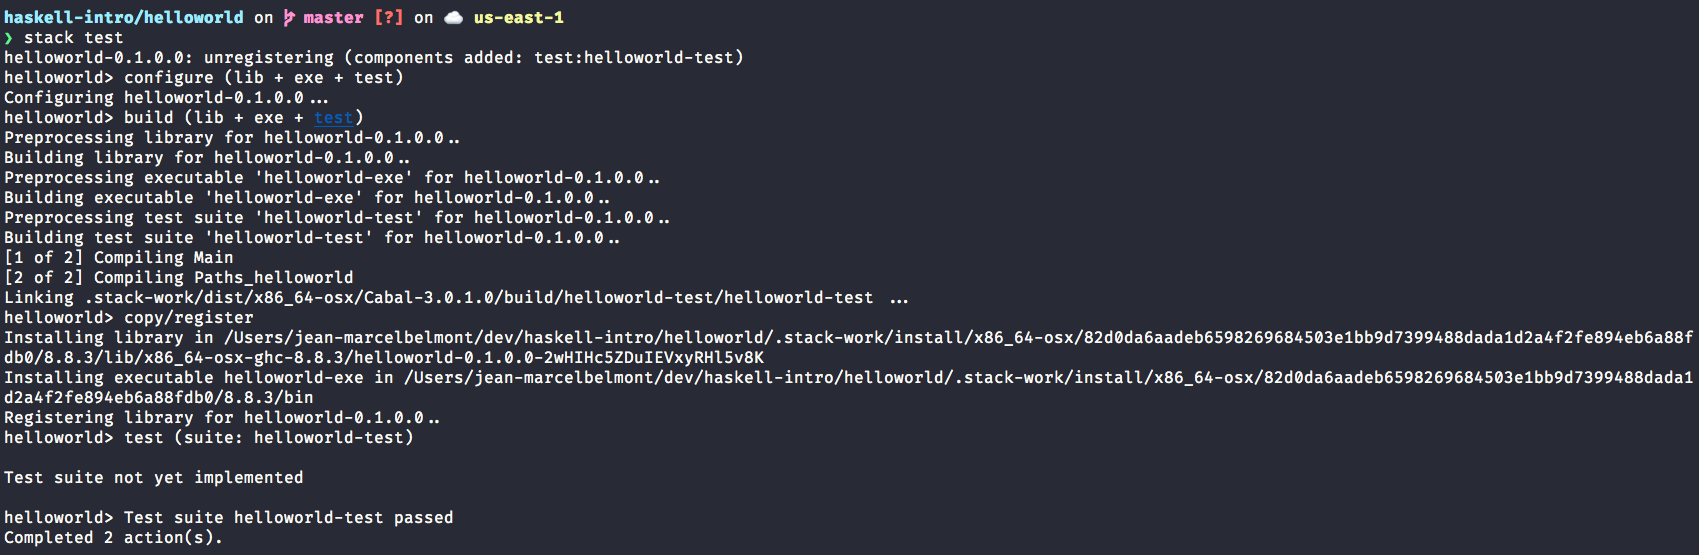 haskell-intro/helloworld on master [?] on us-east-1
❯ stack test
helloworld-0.1.0.0: unregistering (components added: test:helloworld-test)
helloworld> configure (lib + exe + test)
Configuring helloworld-0.1.0.0...
helloworld> build (lib + exe + test)
Preprocessing library for helloworld-0.1.0.0..
Building library for helloworld-0.1.0.0..
Preprocessing executable 'helloworld-exe' for helloworld-0.1.0.0..
Building executable 'helloworld-exe' for helloworld-0.1.0.0..
Preprocessing test suite 'helloworld-test' for helloworld-0.1.0.0..
Building test suite 'helloworld-test' for helloworld-0.1.0.0..
[1 of 2] Compiling Main
[2 of 2] Compiling Paths_helloworld
Linking .stack-work/dist/x86_64-osx/Cabal-3.0.1.0/build/helloworld-test/helloworld-test ...
helloworld> copy/register
Installing library in /Users/jean-marcelbelmont/dev/haskell-intro/helloworld/.stack-work/install/x86_64-osx/82d0da6aadeb6598269684503e1bb9d7399488dada1d2a4f2fe894eb6a88f
db0/8.8.3/lib/x86_64-osx-ghc-8.8.3/helloworld-0.1.0.0-2wHIHc5ZDuIEVxyRHl5v8K
Installing executable helloworld-exe in /Users/jean-marcelbelmont/dev/haskell-intro/helloworld/.stack-work/install/x86_64-osx/82d0da6aadeb6598269684503e1bb9d7399488dada1
d2a4f2fe894eb6a88fdb0/8.8.3/bin
Registering library for helloworld-0.1.0.0..
helloworld> test (suite: helloworld-test)
Test suite not yet implemented
helloworld> Test suite helloworld-test passed
Completed 2 action(s).